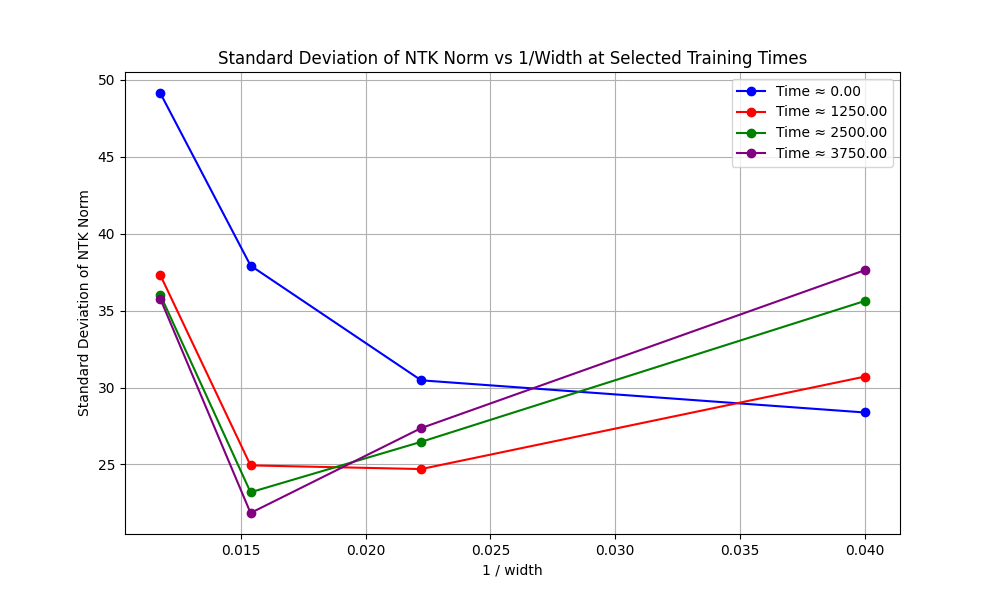 Standard Deviation of NTK Norm vs 1/Width at Selected Training Times
Time ≈ 0.00
Time ≈ 1250.00
Time ≈ 2500.00
Time ≈ 3750.00
Standard Deviation of NTK Norm
50
45
40
35
30
25
0.015 0.020 0.025 0.030 0.035 0.040
1 / width